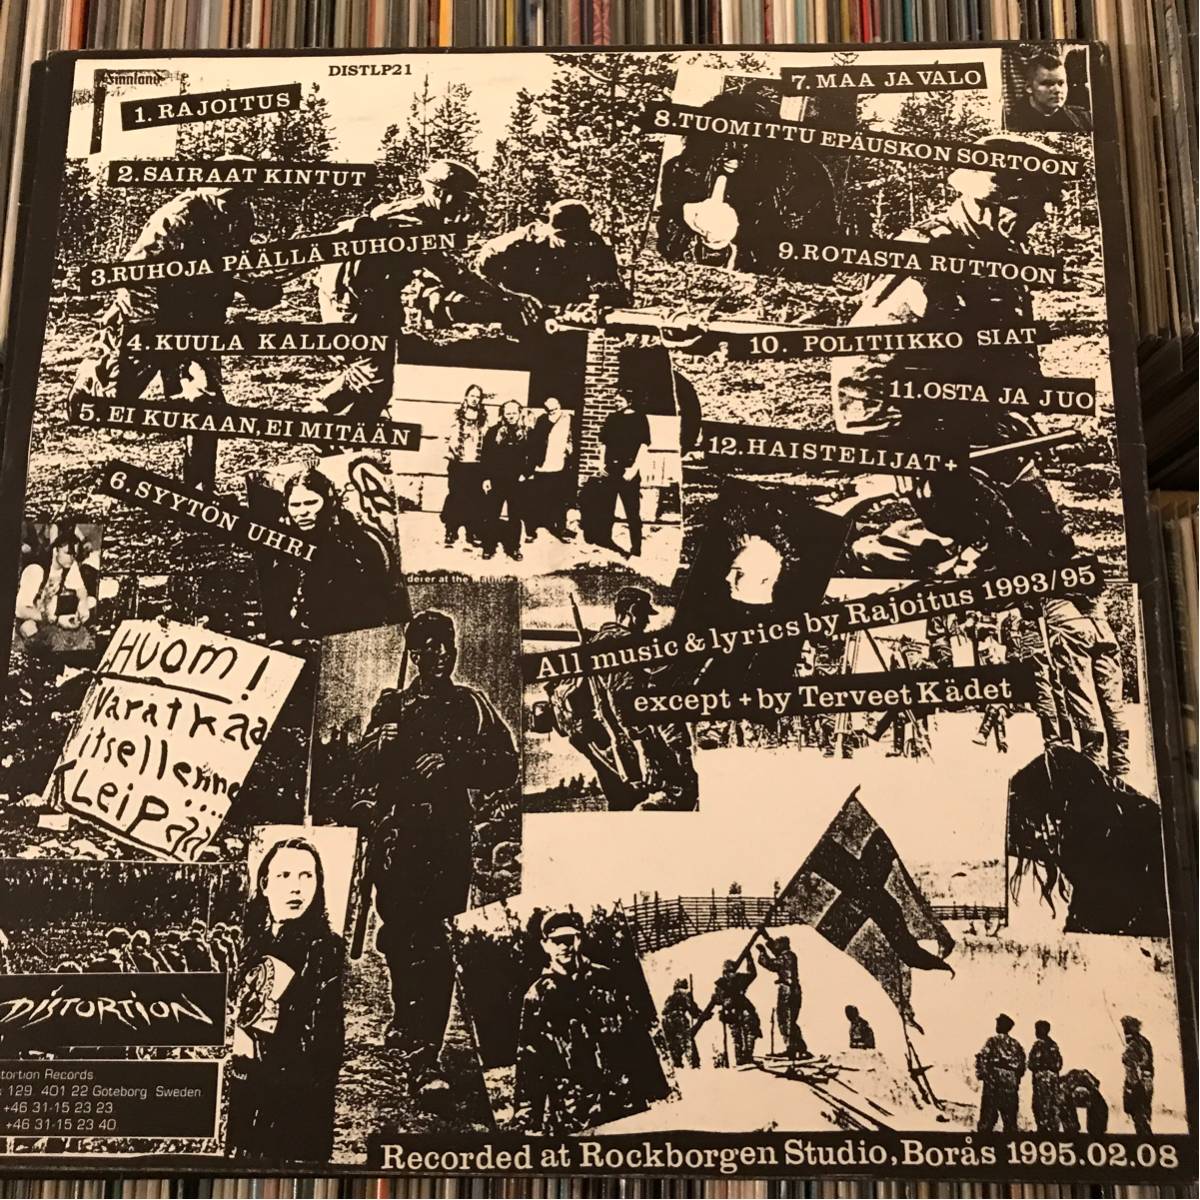 DISTLP21
1. RAJOITUS
2. SAIRAAT KINTUT
3. RUHOJA PÄÄLLÄ RUHOJEN
4. KUULA KALLOON
5. EI KUKAAN, EI MITÄÄN
6. SYYTÖN UHRI
7. MAA JA VALO
8. TUOMITTU EPÄUSKON SORTOON
9. ROTASTA RUTTOON
10. POLITIIKKO SIAT
11. OSTA JA JUO
12. HAISTELIJAT +
All music & lyrics by Rajoitus 1993/95
except + by Terveet Kädet
HUOM!
Varatkaa
itsellenne
Leipää
DISTORTION
Records
129 401 22 Göteborg Sweden
+46 31-15 23 23
+46 31-15 23 40
Recorded at Rockborgen Studio, Borås 1995.02.08